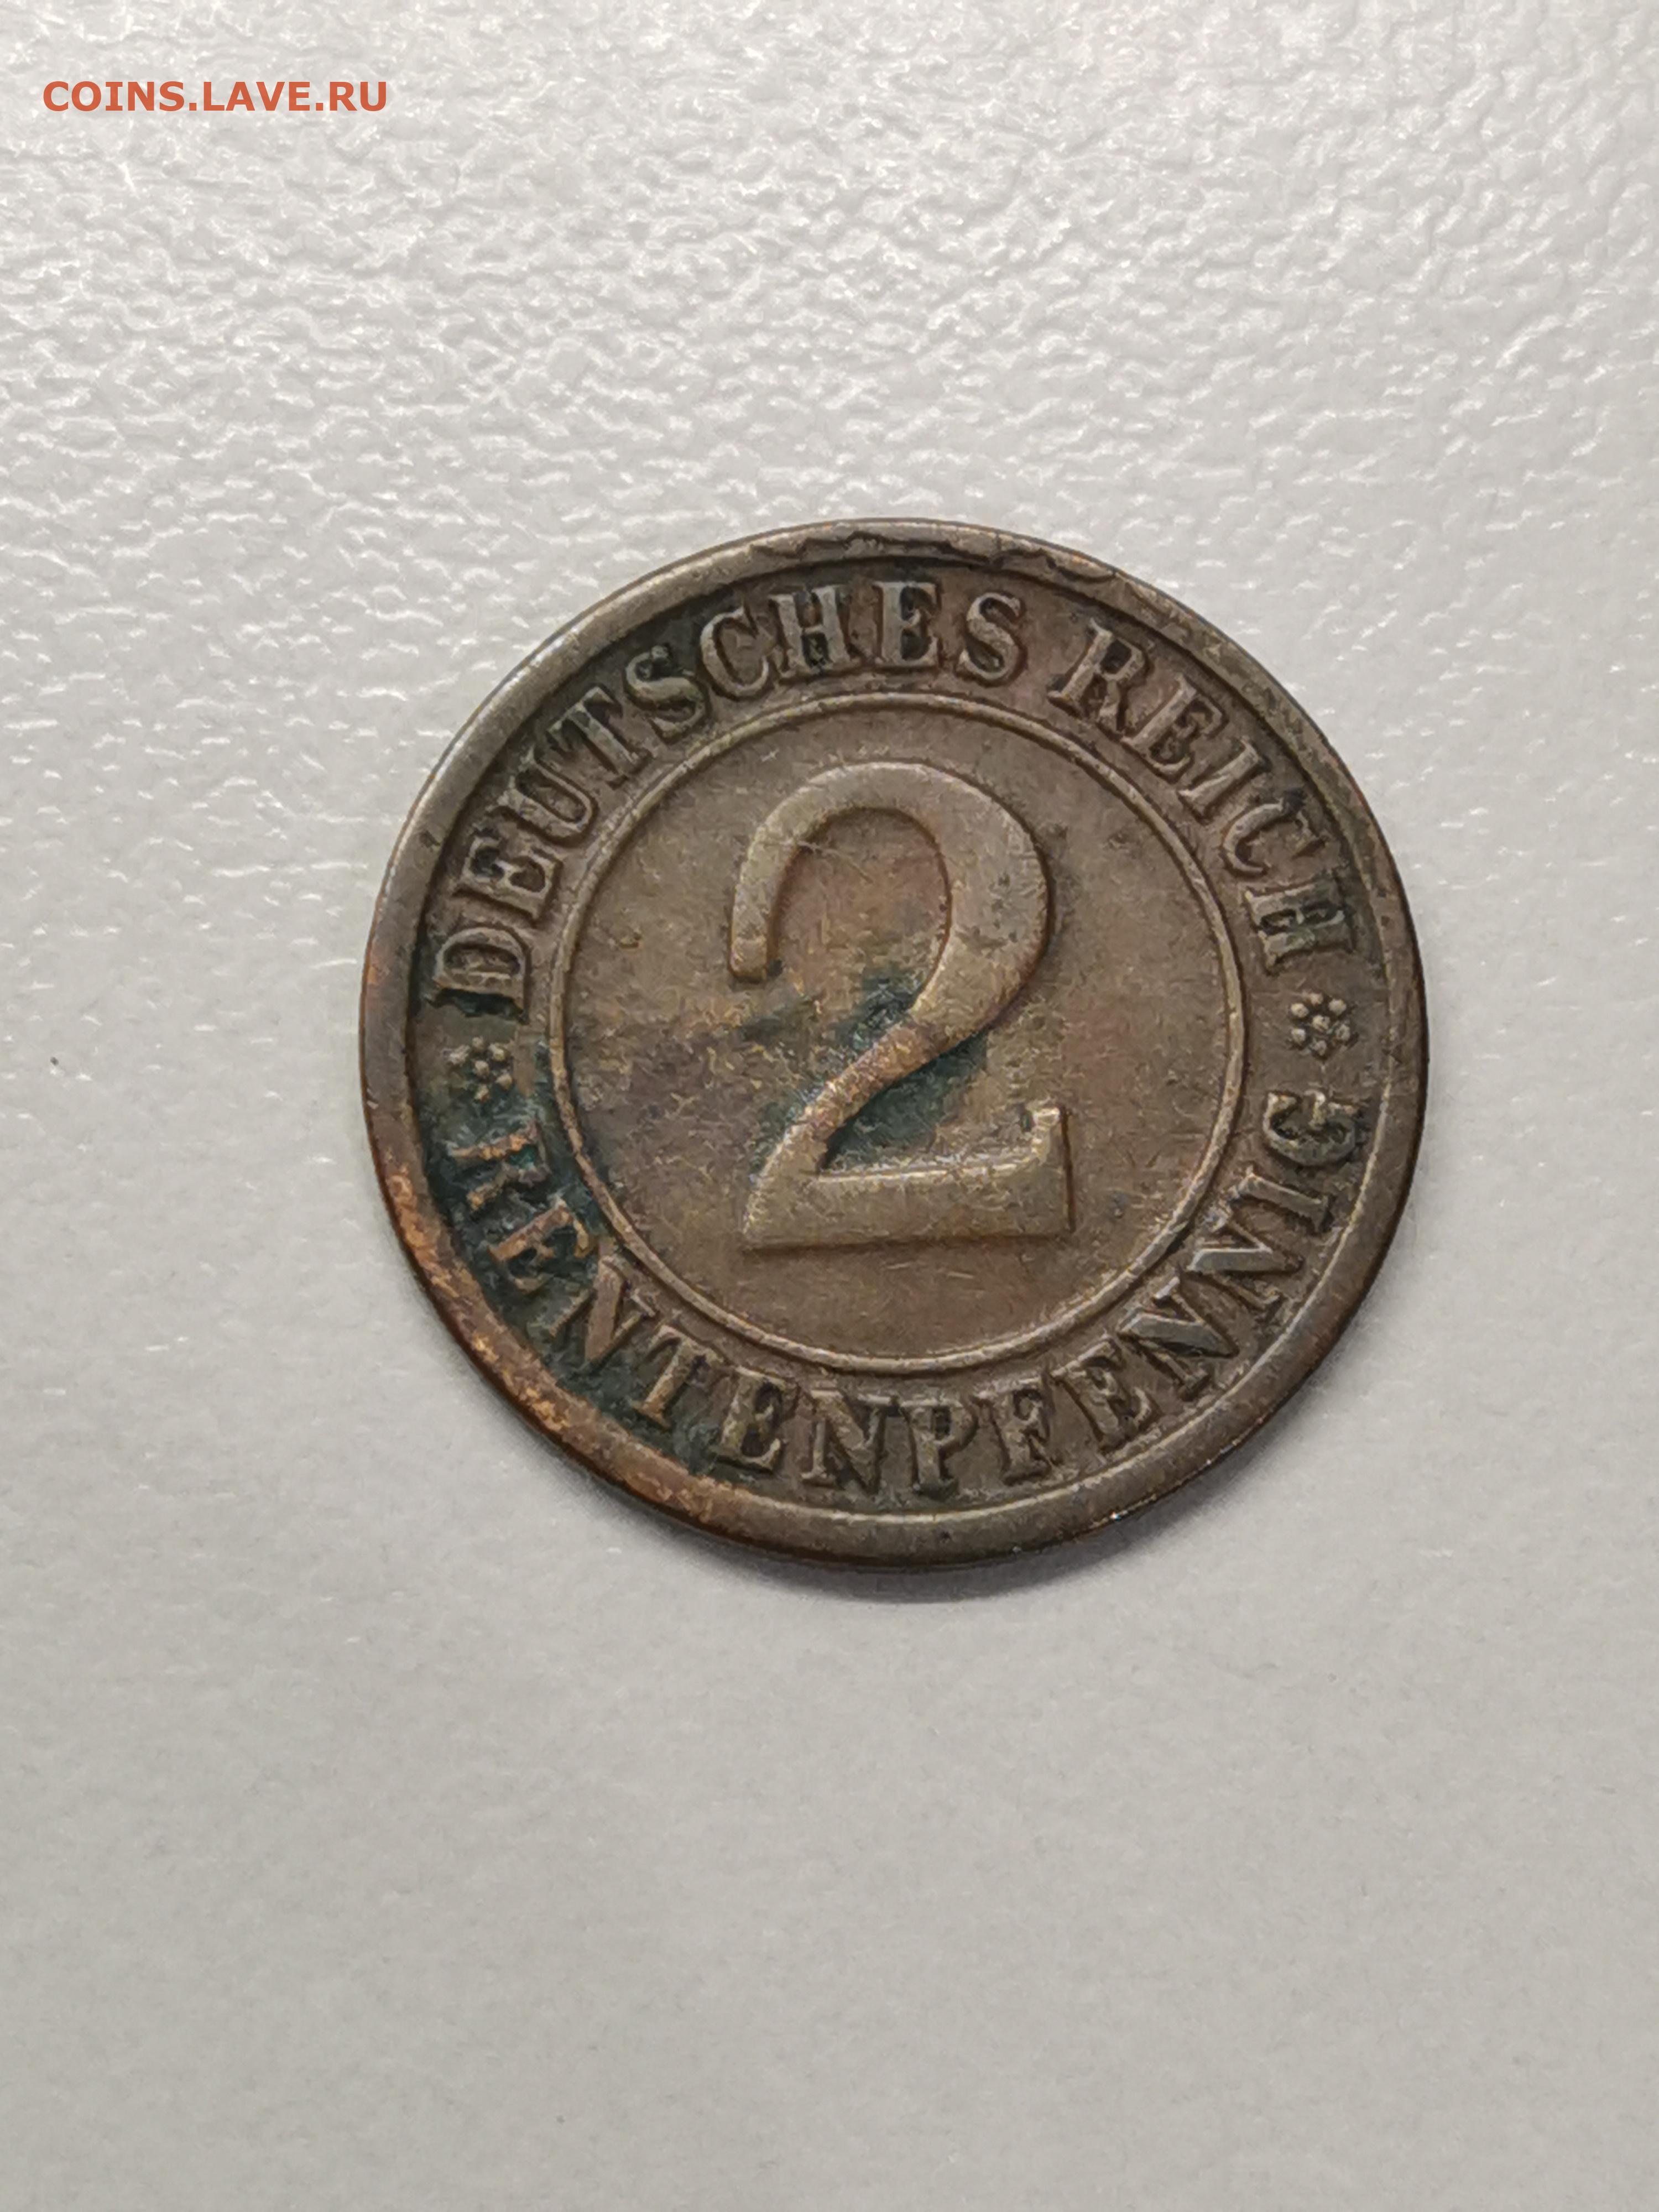 COINS.LAVE.RU
DEUTSCHES REICH
2
RENTENPFENNIG